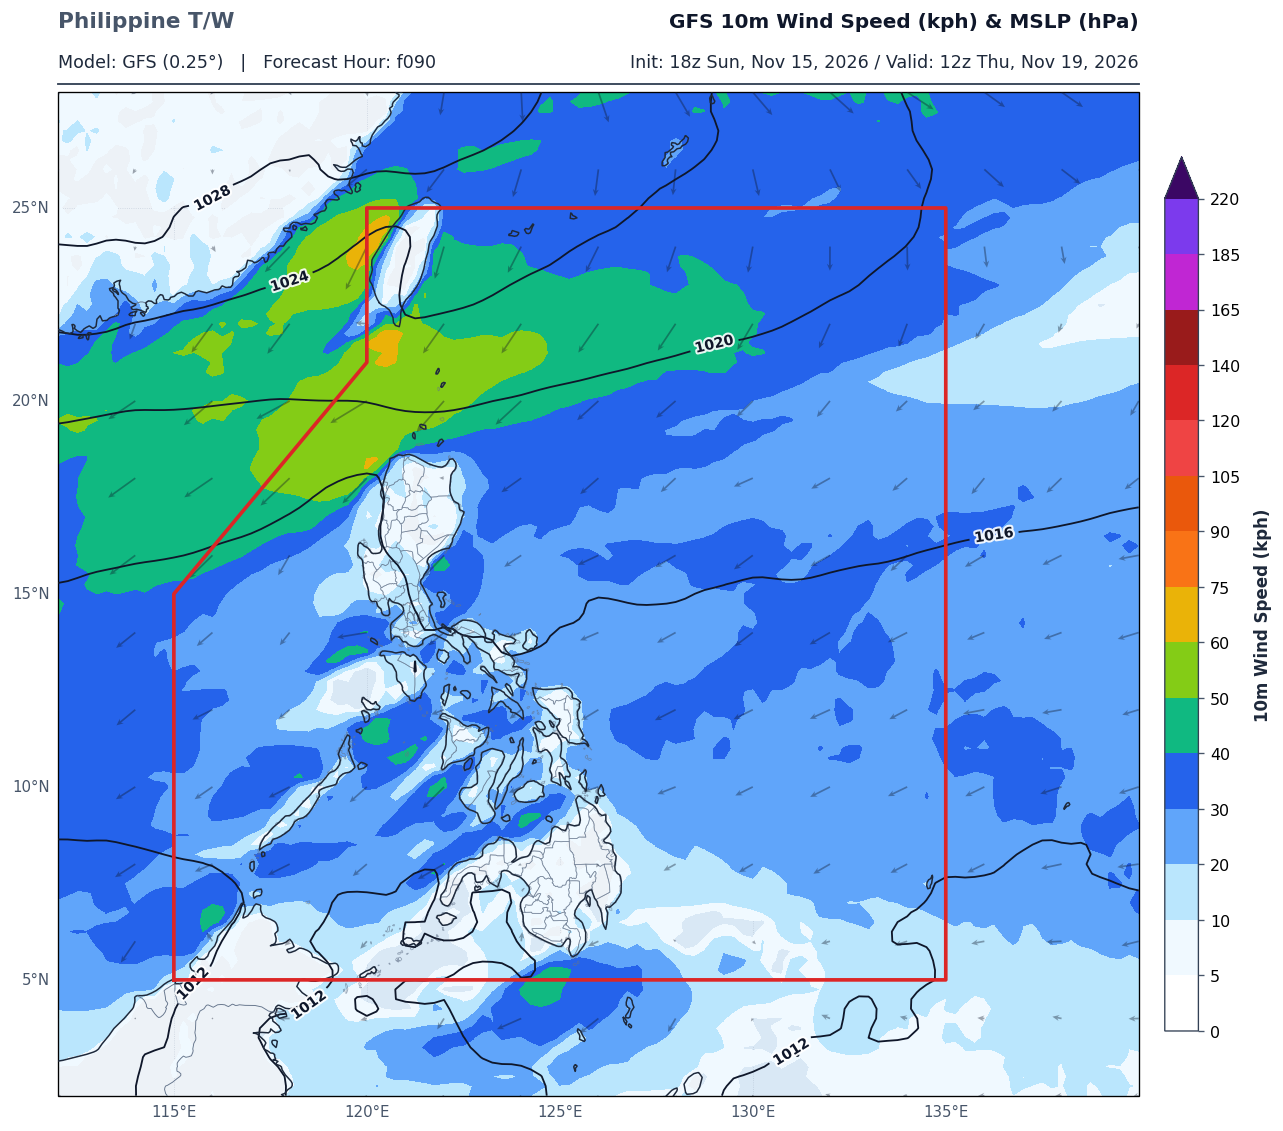 Philippine T/W
GFS 10m Wind Speed (kph) & MSLP (hPa)
Model: GFS (0.25°) | Forecast Hour: f090
Init: 18z Sun, Nov 15, 2026 / Valid: 12z Thu, Nov 19, 2026
1028
1024
1020
1016
1012
1012
1012
25°N
20°N
15°N
10°N
5°N
115°E
120°E
125°E
130°E
135°E
220
185
165
140
120
105
90
75
60
50
40
30
20
10
5
0
10m Wind Speed (kph)